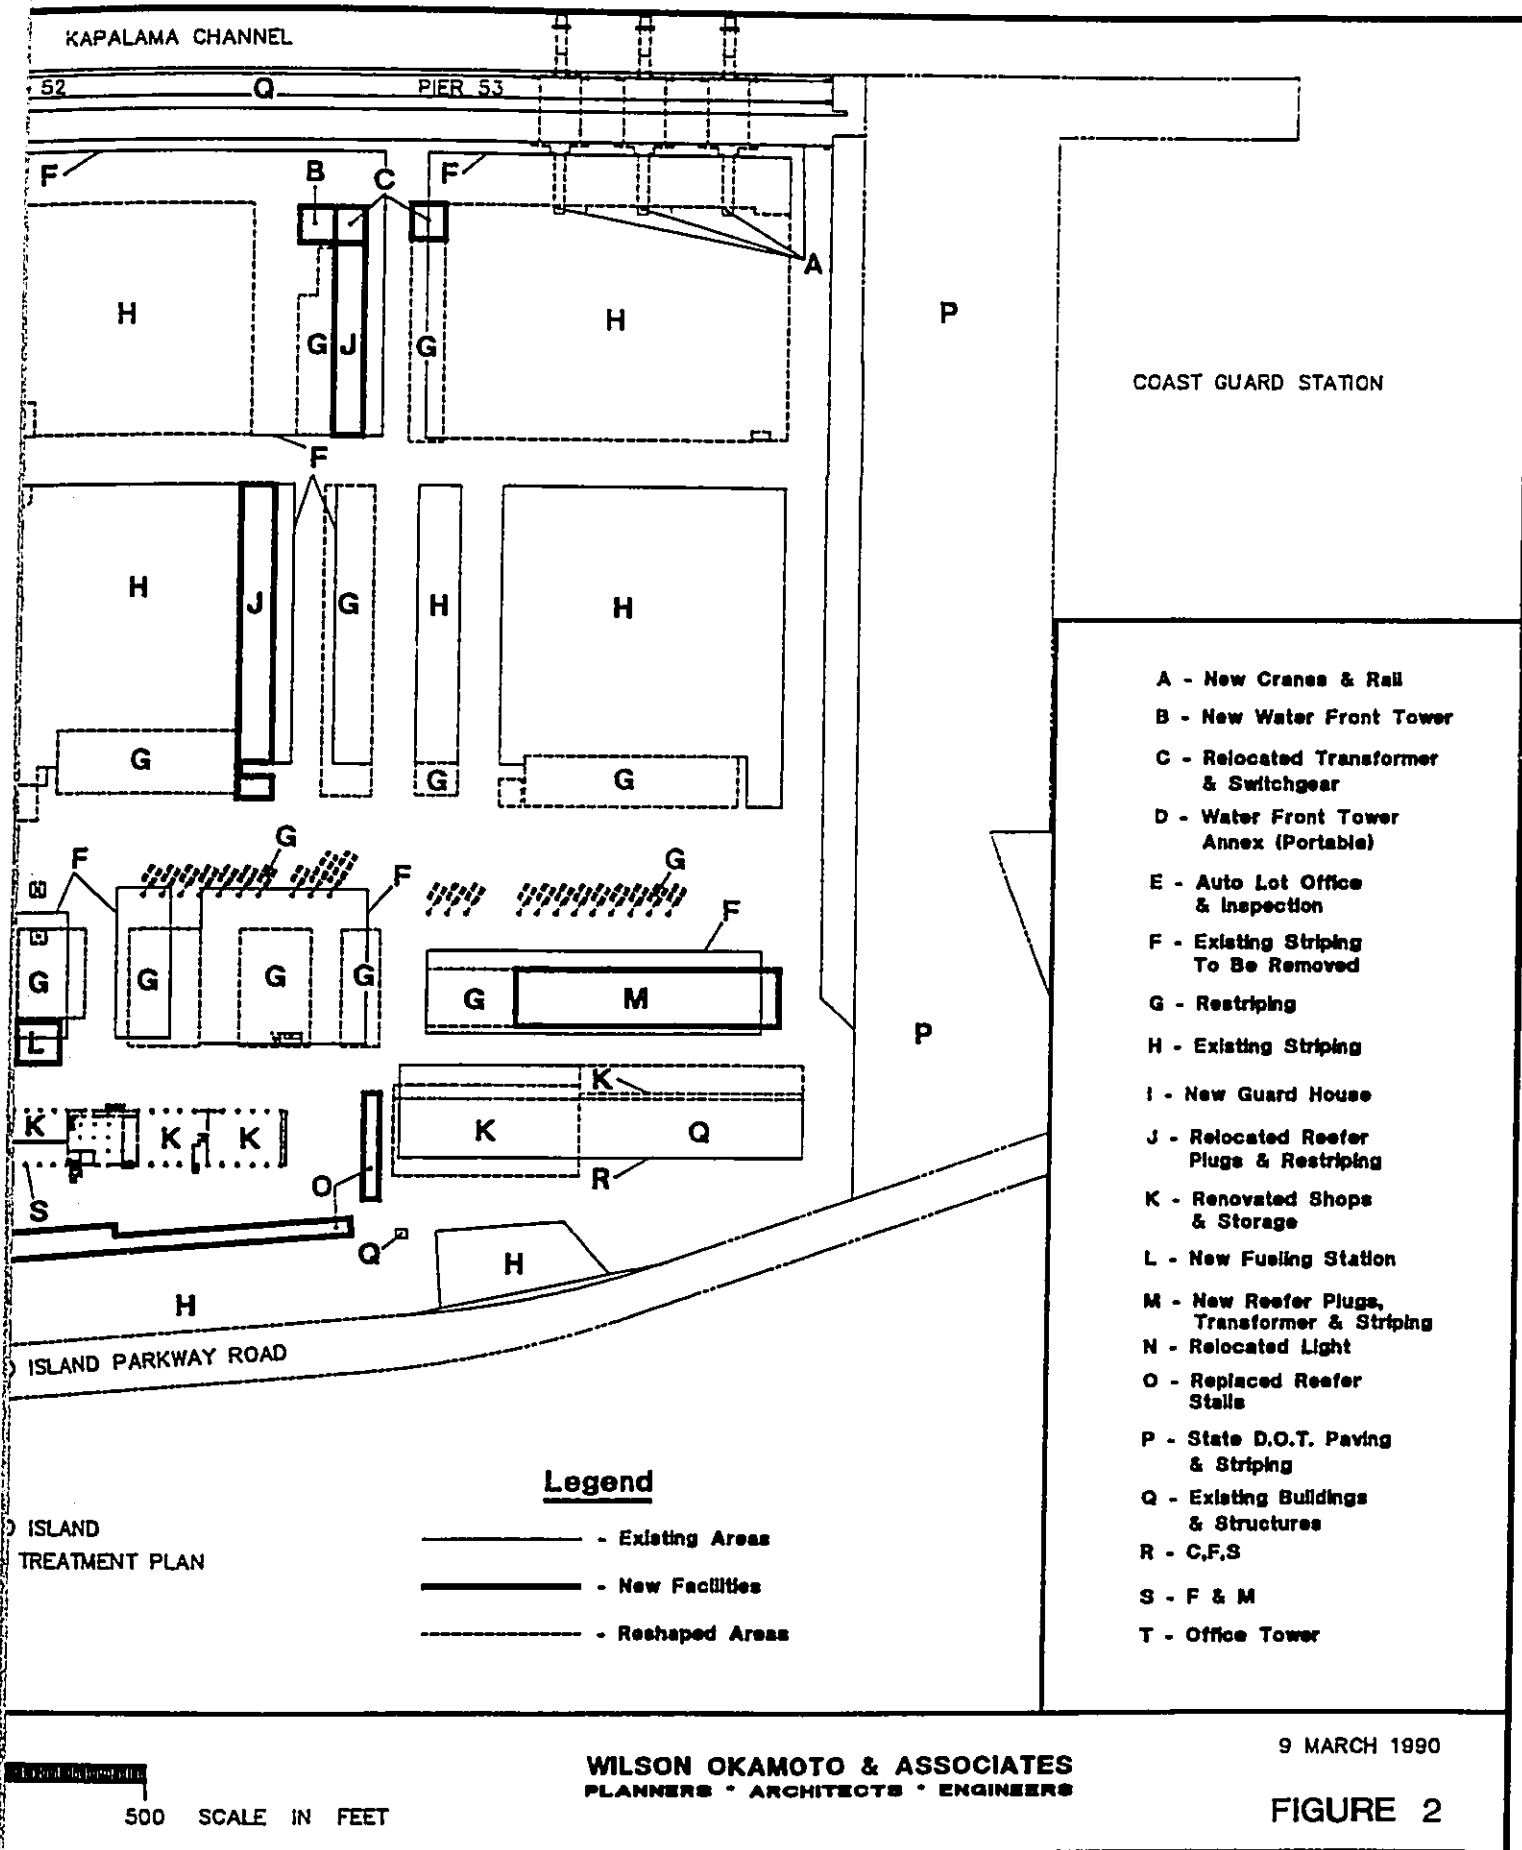 KAPALAMA CHANNEL
52 Q PIER 53
F B C F
A
H G J G H P
COAST GUARD STATION
F
H J G H H
G G G
G G
F F F
G G G G G M
L P
K
K K K K Q
O R
S
Q
H
H
ISLAND PARKWAY ROAD
ISLAND
TREATMENT PLAN
A - New Cranes & Rail
B - New Water Front Tower
C - Relocated Transformer
& Switchgear
D - Water Front Tower
Annex (Portable)
E - Auto Lot Office
& Inspection
F - Existing Striping
To Be Removed
G - Restriping
H - Existing Striping
I - New Guard House
J - Relocated Reefer
Plugs & Restriping
K - Renovated Shops
& Storage
L - New Fueling Station
M - New Reefer Plugs,
Transformer & Striping
N - Relocated Light
O - Replaced Reefer
Stalls
P - State D.O.T. Paving
& Striping
Q - Existing Buildings
& Structures
R - C,F,S
S - F & M
T - Office Tower
Legend
- Existing Areas
- New Facilities
- Reshaped Areas
500 SCALE IN FEET
WILSON OKAMOTO & ASSOCIATES
PLANNERS * ARCHITECTS * ENGINEERS
9 MARCH 1990
FIGURE 2